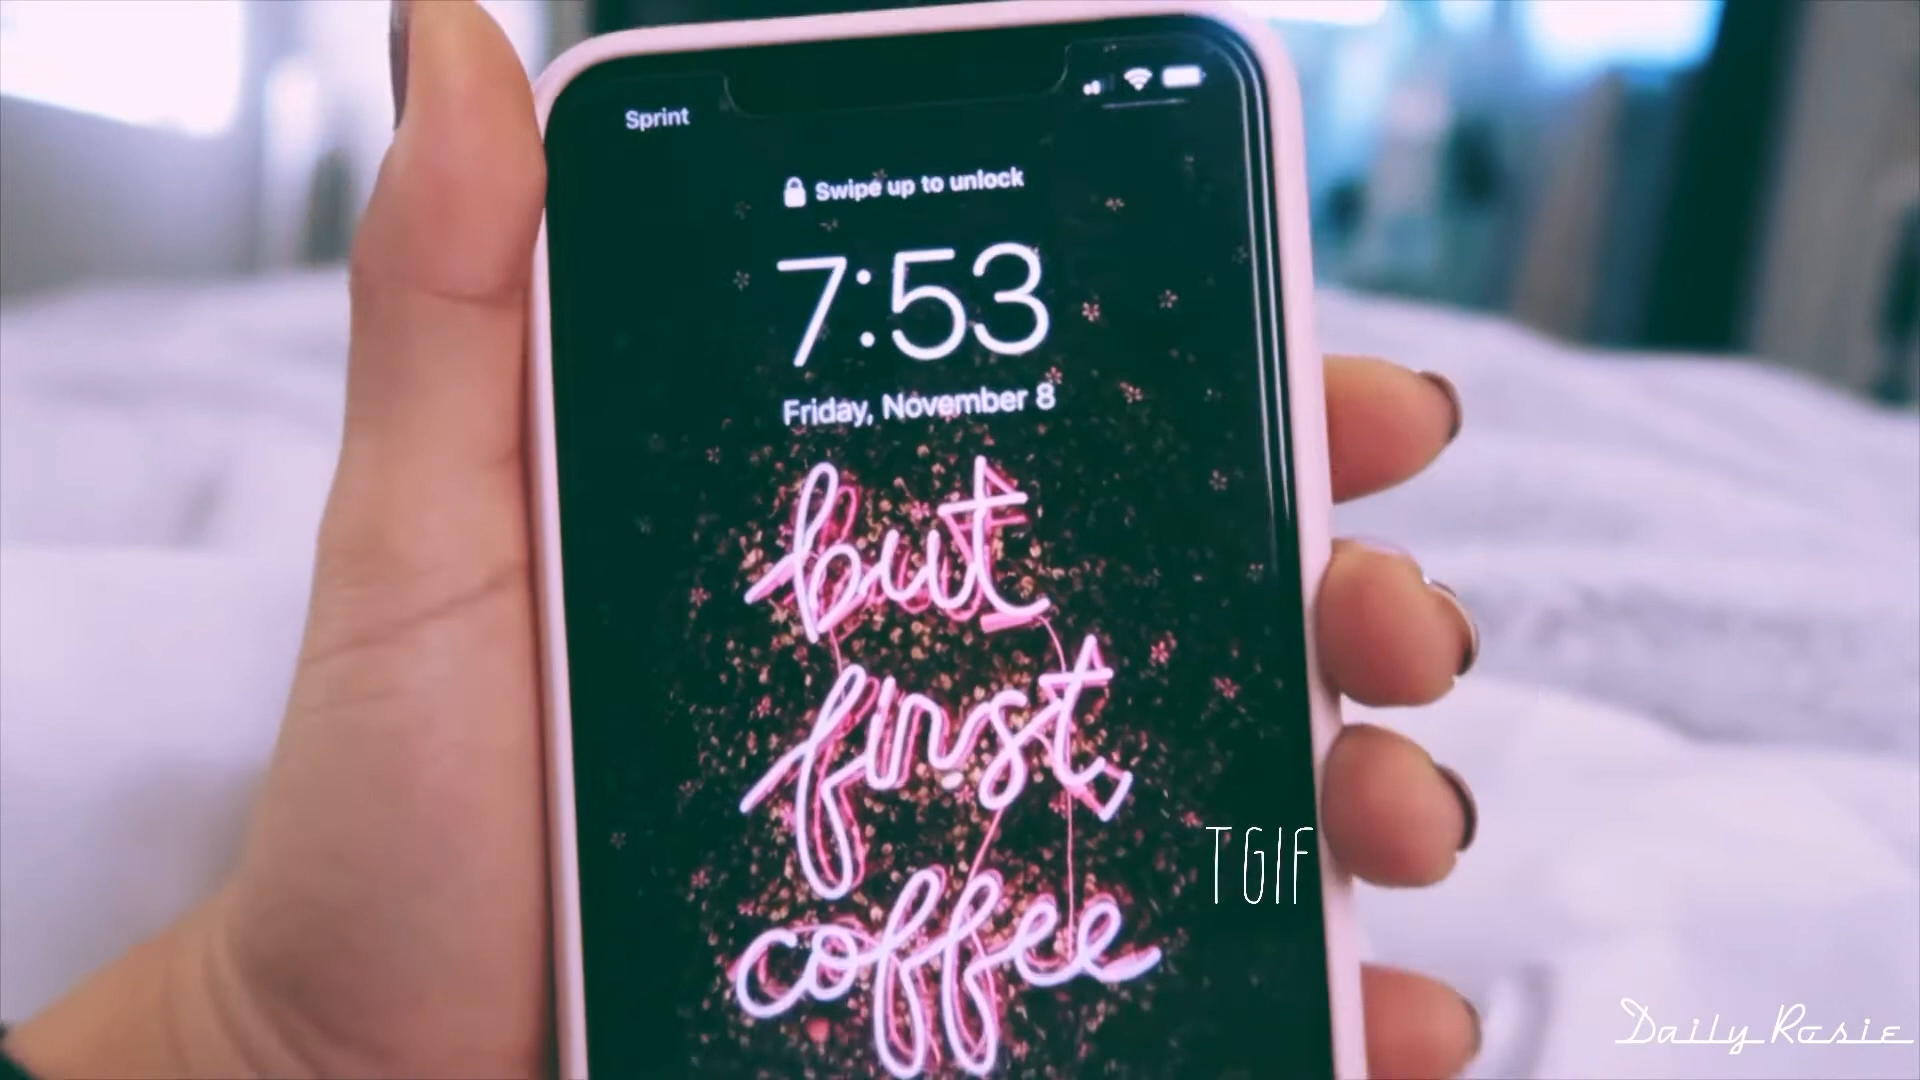 Sprint
Swipe up to unlock
7:53
Friday, November 8
but
first
coffee
TGIF
Daily Rosie